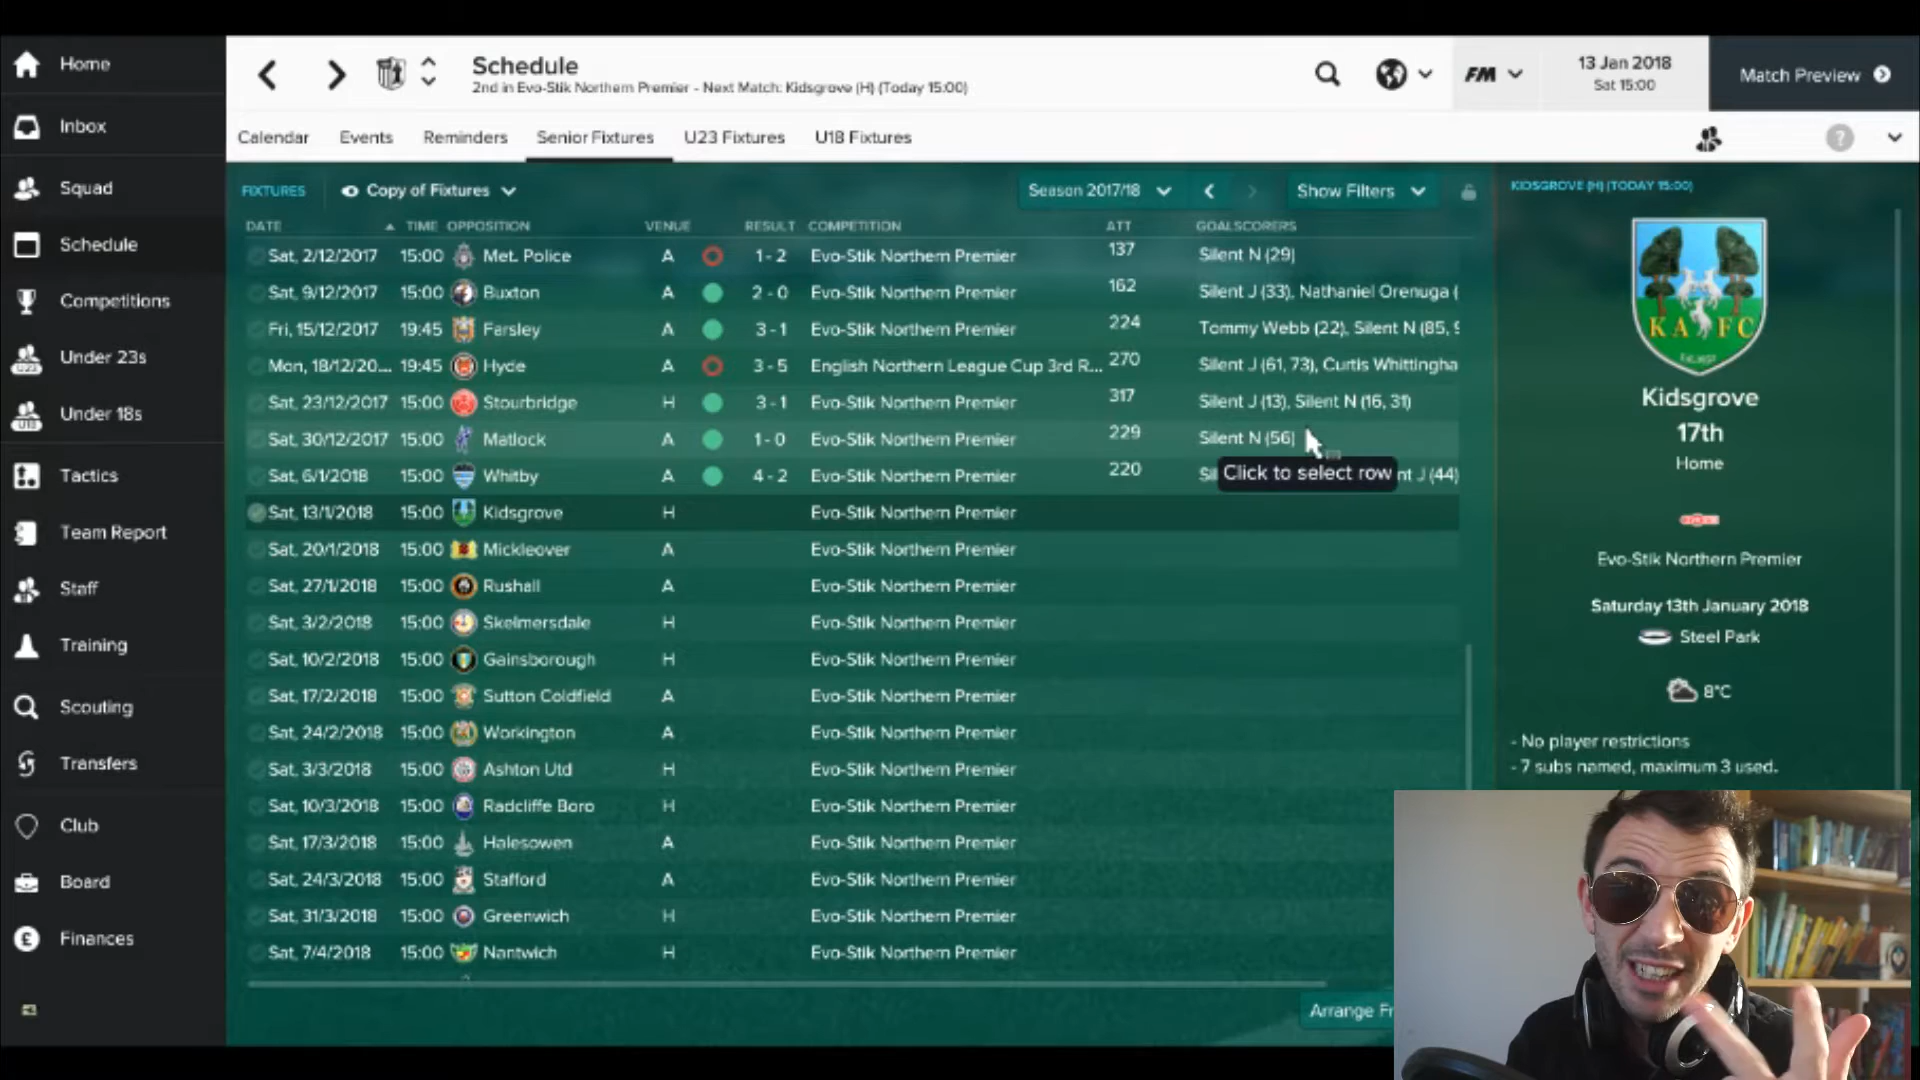 Home
Inbox
Squad
Schedule
Competitions
Under 23s
Under 18s
Tactics
Team Report
Staff
Training
Scouting
Transfers
Club
Board
Finances
Schedule
2nd in Evo-Stik Northern Premier - Next Match: Kidsgrove (H) (Today 15:00)
FM
13 Jan 2018
Sat 15:00
Match Preview
Calendar Events Reminders Senior Fixtures U23 Fixtures U18 Fixtures
?
FIXTURES Copy of Fixtures Season 2017/18 Show Filters
DATE TIME OPPOSITION VENUE RESULT COMPETITION ATT GOALSCORERS
Sat, 2/12/2017 15:00 Met. Police A 1 - 2 Evo-Stik Northern Premier 137 Silent N (29)
Sat, 9/12/2017 15:00 Buxton A 2 - 0 Evo-Stik Northern Premier 162 Silent J (33), Nathaniel Orenuga (
Fri, 15/12/2017 19:45 Farsley A 3 - 1 Evo-Stik Northern Premier 224 Tommy Webb (22), Silent N (85, 9
Mon, 18/12/20... 19:45 Hyde A 3 - 5 English Northern League Cup 3rd R... 270 Silent J (61, 73), Curtis Whittingha
Sat, 23/12/2017 15:00 Stourbridge H 3 - 1 Evo-Stik Northern Premier 317 Silent J (13), Silent N (16, 31)
Sat, 30/12/2017 15:00 Matlock A 1 - 0 Evo-Stik Northern Premier 229 Silent N (56)
Sat, 6/1/2018 15:00 Whitby A 4 - 2 Evo-Stik Northern Premier 220 Sil nt J (44)
Click to select row
Sat, 13/1/2018 15:00 Kidsgrove H Evo-Stik Northern Premier
Sat, 20/1/2018 15:00 Mickleover A Evo-Stik Northern Premier
Sat, 27/1/2018 15:00 Rushall A Evo-Stik Northern Premier
Sat, 3/2/2018 15:00 Skelmersdale H Evo-Stik Northern Premier
Sat, 10/2/2018 15:00 Gainsborough H Evo-Stik Northern Premier
Sat, 17/2/2018 15:00 Sutton Coldfield A Evo-Stik Northern Premier
Sat, 24/2/2018 15:00 Workington A Evo-Stik Northern Premier
Sat, 3/3/2018 15:00 Ashton Utd H Evo-Stik Northern Premier
Sat, 10/3/2018 15:00 Radcliffe Boro H Evo-Stik Northern Premier
Sat, 17/3/2018 15:00 Halesowen A Evo-Stik Northern Premier
Sat, 24/3/2018 15:00 Stafford A Evo-Stik Northern Premier
Sat, 31/3/2018 15:00 Greenwich H Evo-Stik Northern Premier
Sat, 7/4/2018 15:00 Nantwich H Evo-Stik Northern Premier
Arrange Fr
KIDSGROVE (H) (TODAY 15:00)
KAFC
Kidsgrove
17th
Home
Evo-Stik Northern Premier
Saturday 13th January 2018
Steel Park
8°C
- No player restrictions
- 7 subs named, maximum 3 used.